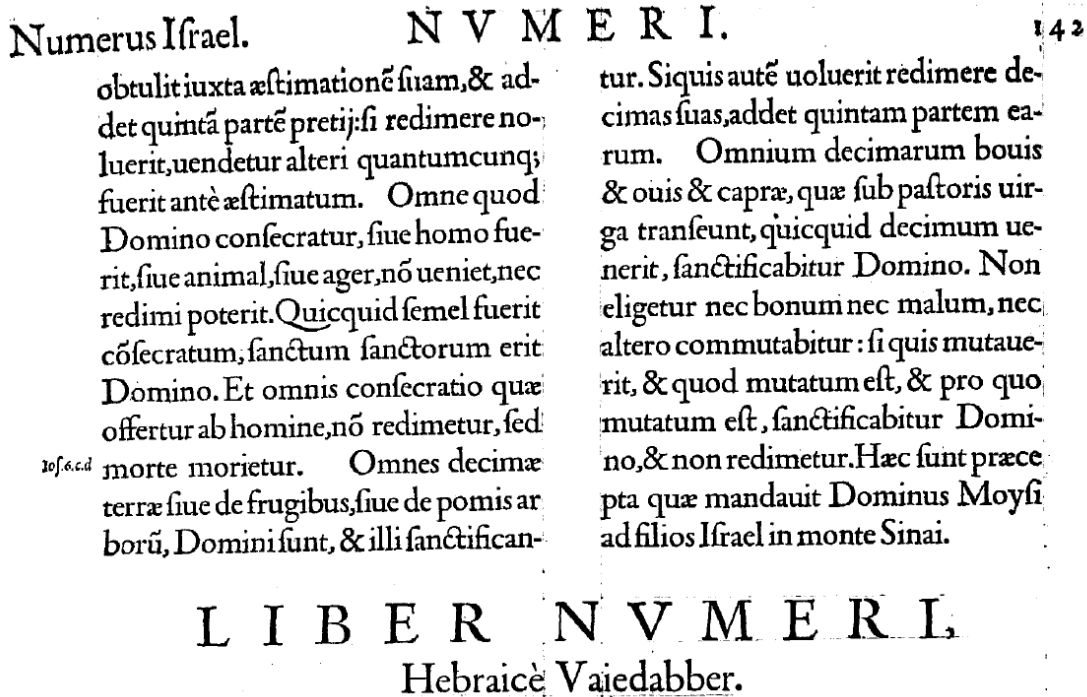 Numerus Iſrael.
N V M E R I.
142
obtulit iuxta æſtimationẽ ſuam, & ad-
det quintã partẽ pretij: ſi redimere no-
luerit, uendetur alteri quantumcunq;
fuerit antè æſtimatum. Omne quod
Domino conſecratur, ſiue homo fue-
rit, ſiue animal, ſiue ager, nõ ueniet, nec
redimi poterit. Quicquid ſemel fuerit
cõſecratum, ſanctum ſanctorum erit
Domino. Et omnis conſecratio quæ
offertur ab homine, nõ redimetur, ſed
Ioſ.6.c.d morte morietur. Omnes decimæ
terræ ſiue de frugibus, ſiue de pomis ar
borũ, Domini ſunt, & illi ſanctifican-
tur. Siquis autẽ uoluerit redimere de-
cimas ſuas, addet quintam partem ea-
rum. Omnium decimarum bouis
& ouis & capræ, quæ ſub paſtoris uir-
ga tranſeunt, quicquid decimum ue-
nerit, ſanctificabitur Domino. Non
eligetur nec bonum nec malum, nec
altero commutabitur: ſi quis mutaue-
rit, & quod mutatum eſt, & pro quo
mutatum eſt, ſanctificabitur Domi-
no, & non redimetur. Hæc ſunt præce
pta quæ mandauit Dominus Moyſi
ad filios Iſrael in monte Sinai.
L I B E R N V M E R I,
Hebraicè Vaiedabber.